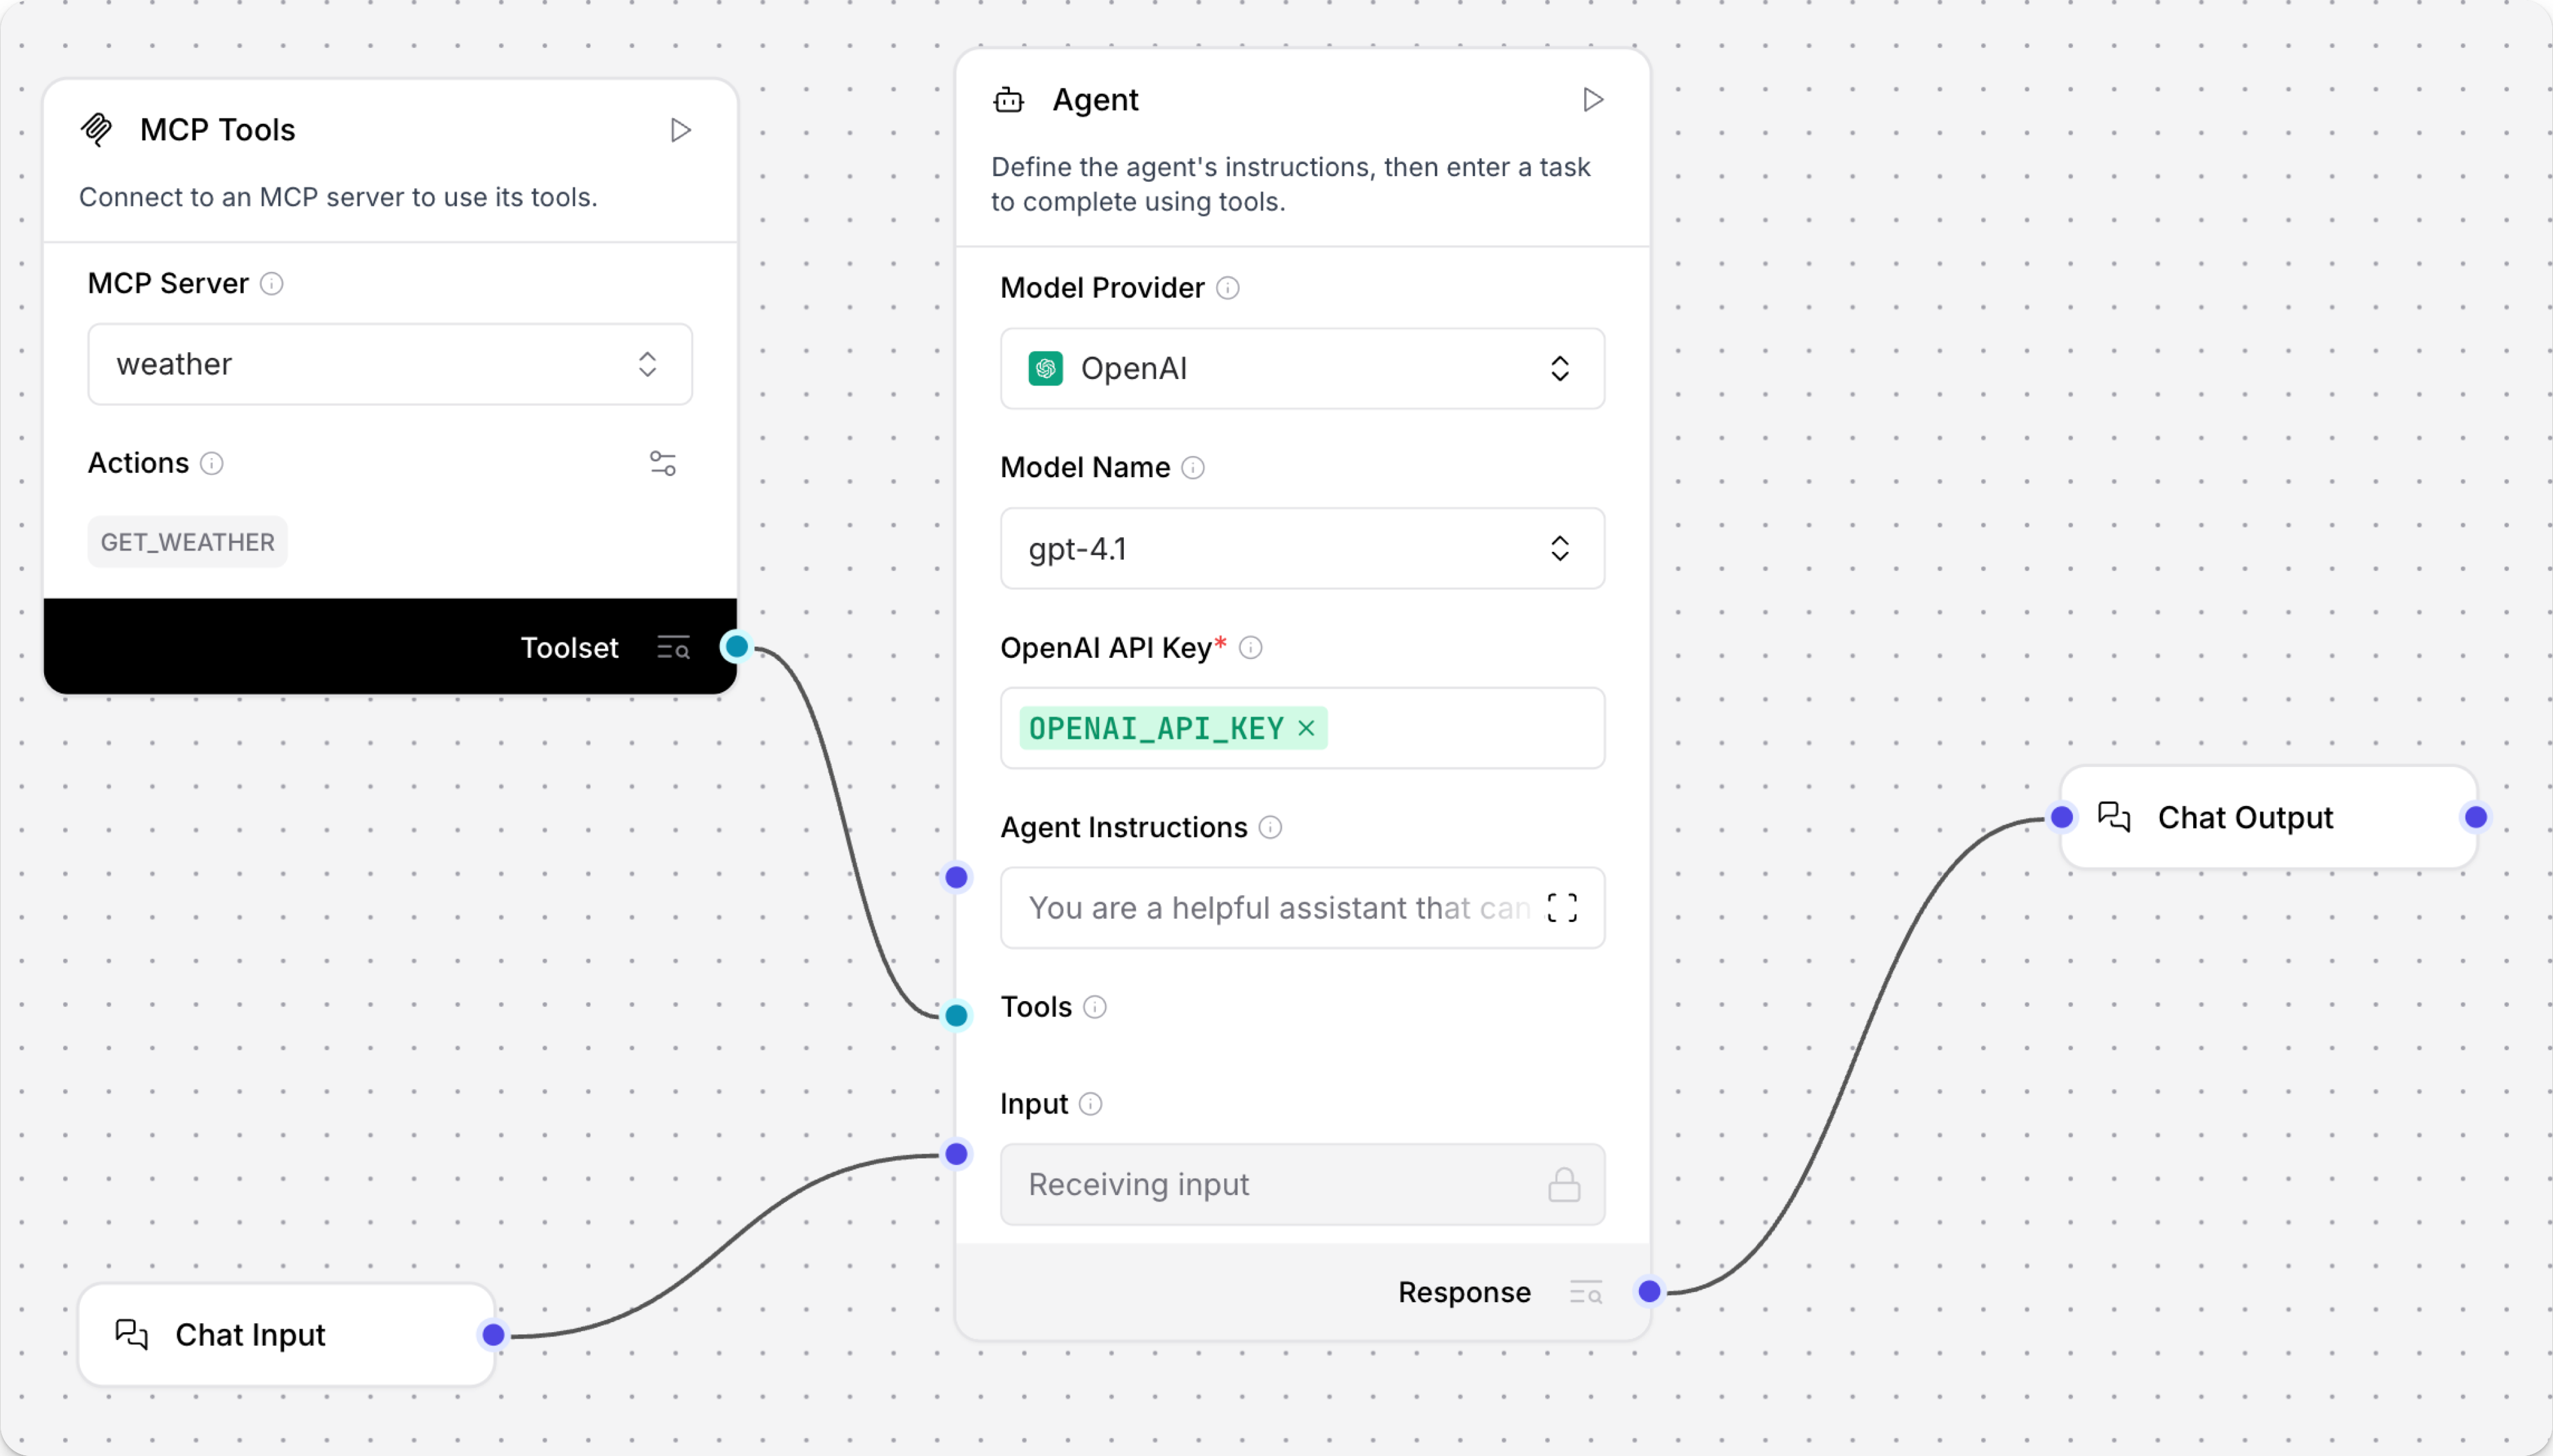 MCP Tools
Connect to an MCP server to use its tools.
MCP Server
weather
Actions
GET_WEATHER
Toolset
Chat Input
Agent
Define the agent's instructions, then enter a task
to complete using tools.
Model Provider
OpenAI
Model Name
gpt-4.1
OpenAI API Key*
OPENAI_API_KEY ×
Agent Instructions
You are a helpful assistant that can
Tools
Input
Receiving input
Response
Chat Output